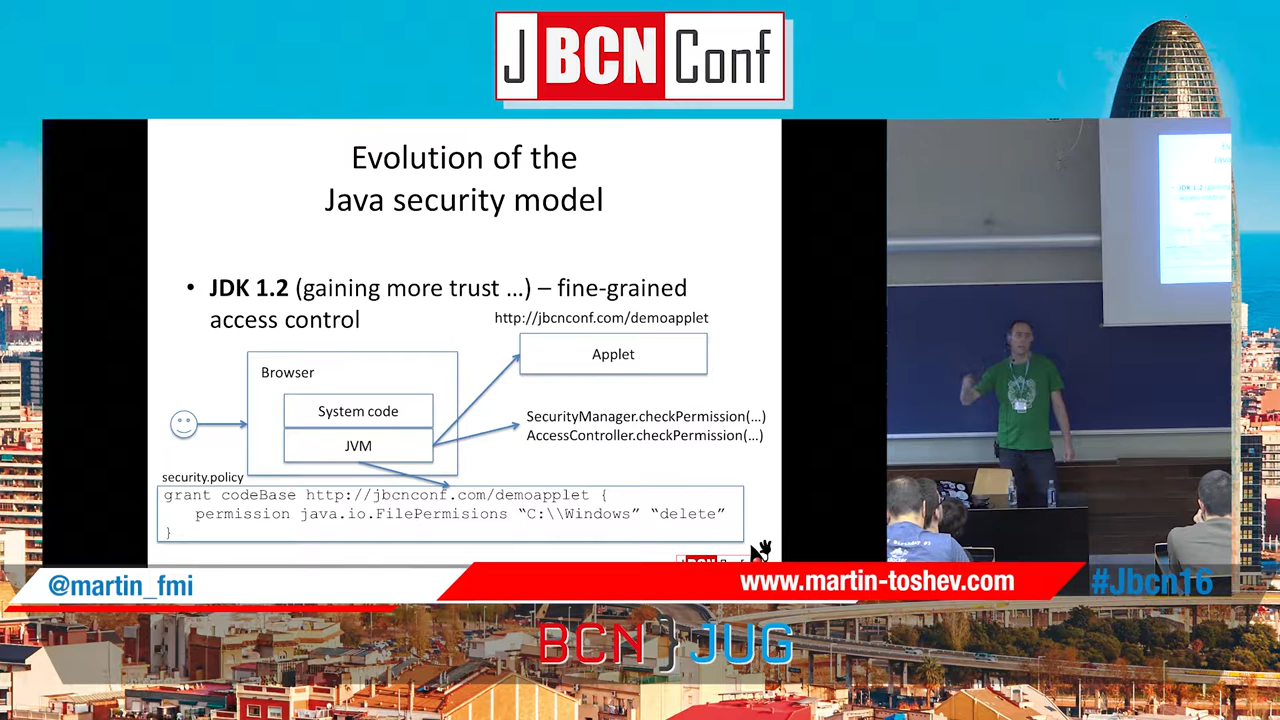 J BCN Conf
Evolution of the
Java security model
• JDK 1.2 (gaining more trust …) – fine-grained
access control
http://jbcnconf.com/demoapplet
Applet
Browser
System code
JVM
SecurityManager.checkPermission(…)
AccessController.checkPermission(…)
security.policy
grant codeBase http://jbcnconf.com/demoapplet {
permission java.io.FilePermisions “C:\\Windows” “delete”
}
@martin_fmi
www.martin-toshev.com
#Jbcn16
BCN JUG